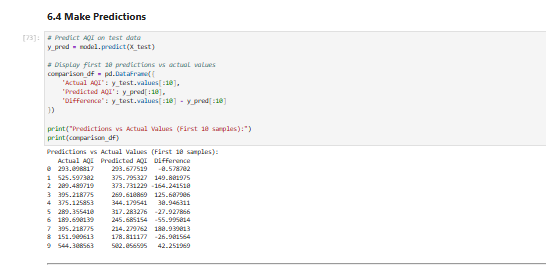 6.4 Make Predictions
[73]: # Predict AQI on test data
y_pred = model.predict(X_test)
# Display first 10 predictions vs actual values
comparison_df = pd.DataFrame({
'Actual AQI': y_test.values[:10],
'Predicted AQI': y_pred[:10],
'Difference': y_test.values[:10] - y_pred[:10]
})
print("Predictions vs Actual Values (First 10 samples):")
print(comparison_df)
Predictions vs Actual Values (First 10 samples):
Actual AQI Predicted AQI Difference
0 293.098817 293.677519 -0.578702
1 525.597302 375.795327 149.801975
2 209.489719 373.731229 -164.241510
3 395.218775 269.610869 125.607906
4 375.125853 344.179541 30.946311
5 289.355410 317.283276 -27.927866
6 189.690139 245.685154 -55.995014
7 395.218775 214.279762 180.939013
8 151.909613 178.811177 -26.901564
9 544.308563 502.056595 42.251969